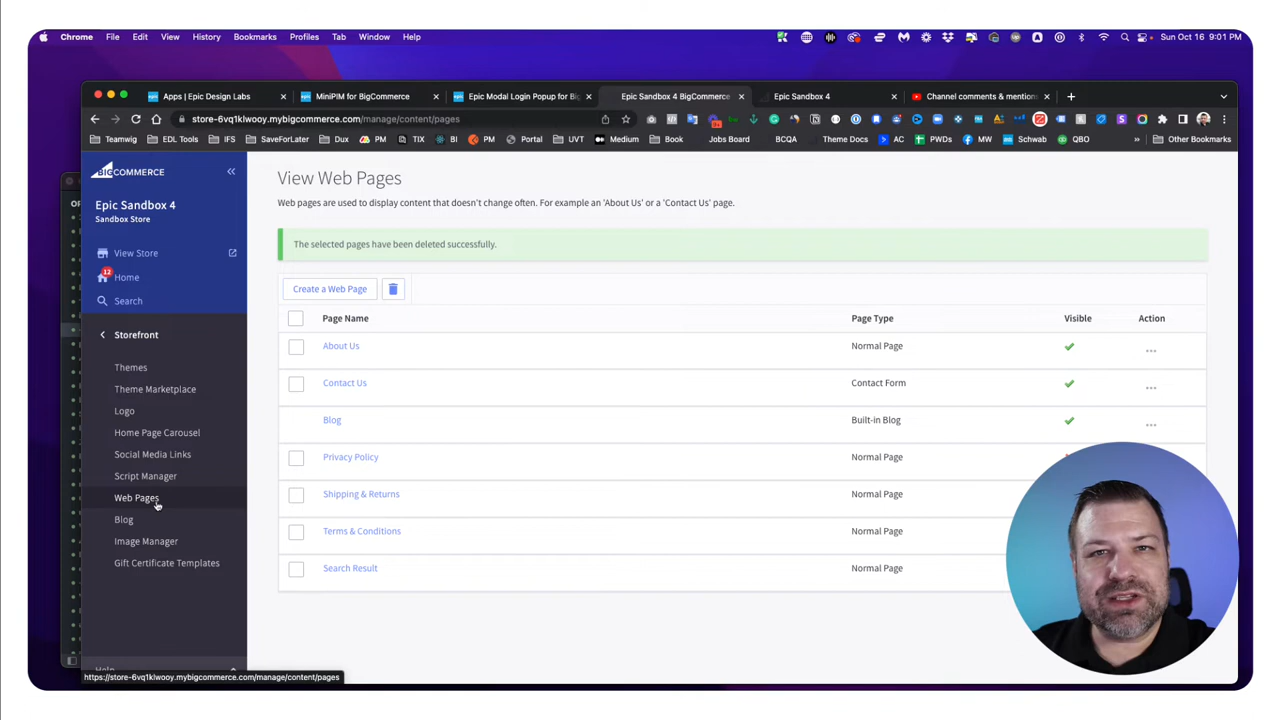 Chrome File Edit View History Bookmarks Profiles Tab Window Help
Sun Oct 16 9:01 PM
Apps | Epic Design Labs
MiniPIM for BigCommerce
Epic Modal Login Popup for Bi
Epic Sandbox 4 BigCommerce
Epic Sandbox 4
Channel comments & mention
store-6vq1klwooy.mybigcommerce.com/manage/content/pages
Teamwig EDL Tools SaveForLater Dux PM TIX BI PM Portal UVT Medium Book Jobs Board BCQA Theme Docs AC PWDs MW Schwab QBO » Other Bookmarks
BIGCOMMERCE
Epic Sandbox 4
Sandbox Store
View Store
12
Home
Search
Storefront
Themes
Theme Marketplace
Logo
Home Page Carousel
Social Media Links
Script Manager
Web Pages
Blog
Image Manager
Gift Certificate Templates
Help
View Web Pages
Web pages are used to display content that doesn't change often. For example an 'About Us' or a 'Contact Us' page.
The selected pages have been deleted successfully.
Create a Web Page
Page Name Page Type Visible Action
About Us Normal Page
Contact Us Contact Form
Blog Built-in Blog
Privacy Policy Normal Page
Shipping & Returns Normal Page
Terms & Conditions Normal Page
Search Result Normal Page
https://store-6vq1klwooy.mybigcommerce.com/manage/content/pages